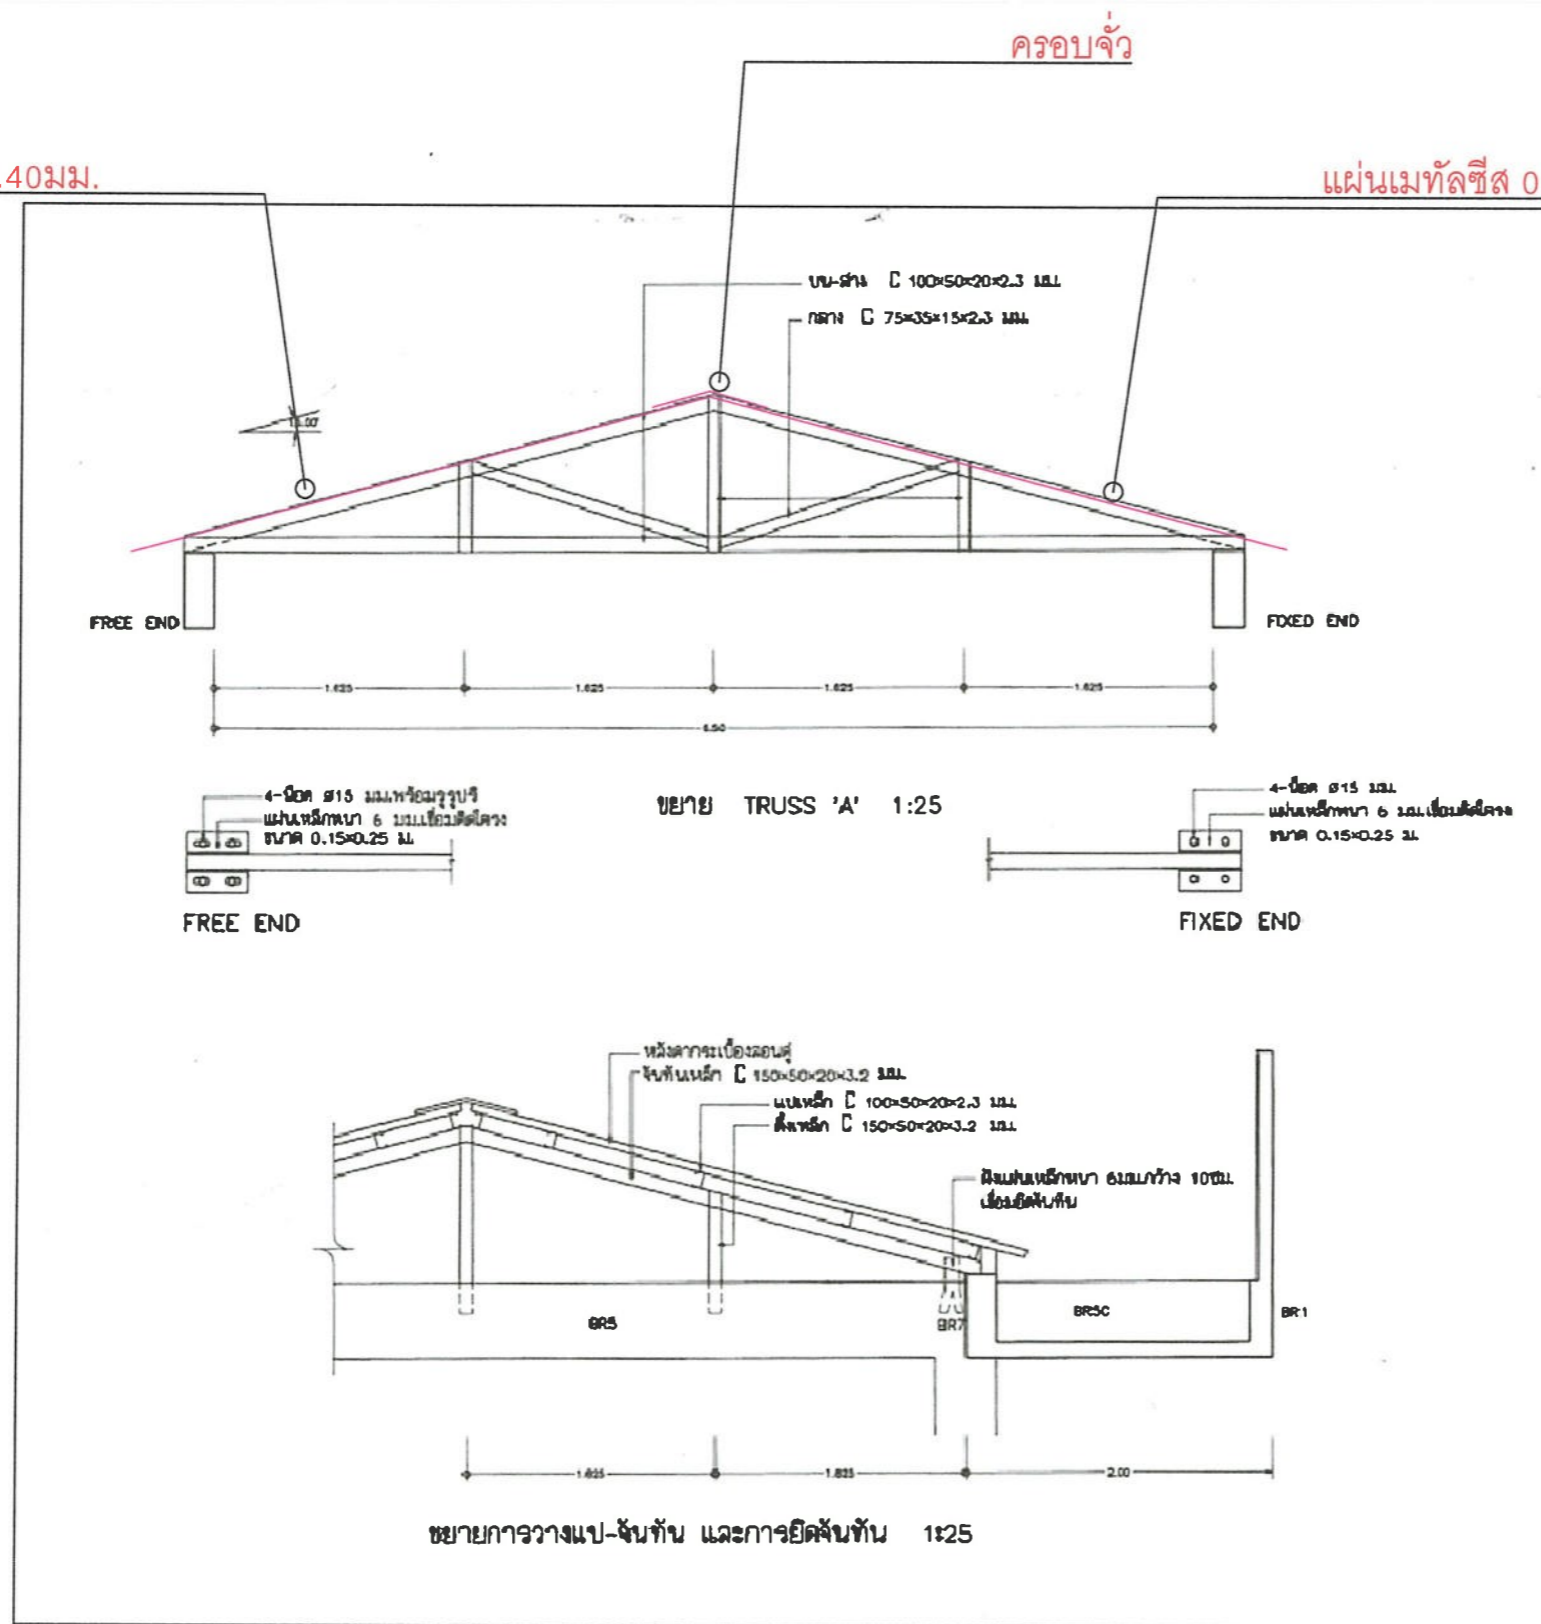 ครอบจั่ว
.40มม.
แผ่นเมทัลซีส 0
บน-ล่าง C 100x50x20x2.3 มม.
กลาง C 75x35x15x2.3 มม.
15.00
FREE END
FIXED END
1.625 1.625 1.625 1.625
6.50
ขยาย TRUSS 'A' 1:25
4-น๊อต ø15 มม.พร้อมรูรูปรี
แผ่นเหล็กหนา 6 มม.เชื่อมติดโครง
ขนาด 0.15x0.25 ม.
FREE END
4-น๊อต ø15 มม.
แผ่นเหล็กหนา 6 มม.เชื่อมติดโครง
ขนาด 0.15x0.25 ม.
FIXED END
หลังคากระเบื้องลอนคู่
จันทันเหล็ก C 150x50x20x3.2 มม.
แปเหล็ก C 100x50x20x2.3 มม.
ดั้งเหล็ก C 150x50x20x3.2 มม.
ฝังแผ่นเหล็กหนา 6มม.กว้าง 10ซม.
เชื่อมยึดจันทัน
BR5
BR7
BR5C
BR1
1.625 1.625 2.00
ขยายการวางแป-จันทัน และการยึดจันทัน 1:25